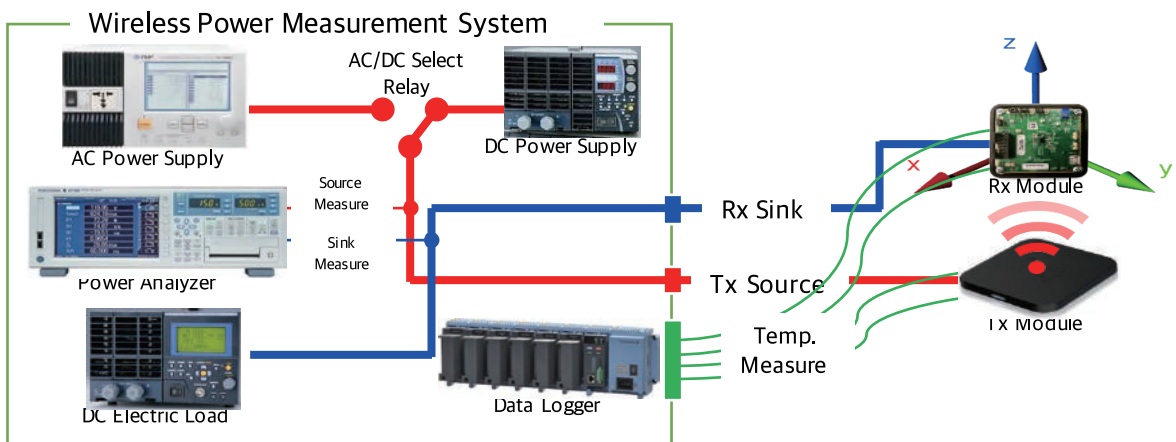 Wireless Power Measurement System
AC/DC Select
Relay
AC Power Supply
DC Power Supply
Source
Measure
Sink
Measure
Power Analyzer
DC Electric Load
Data Logger
Rx Sink
Tx Source
Temp.
Measure
z
x
y
Rx Module
Tx Module